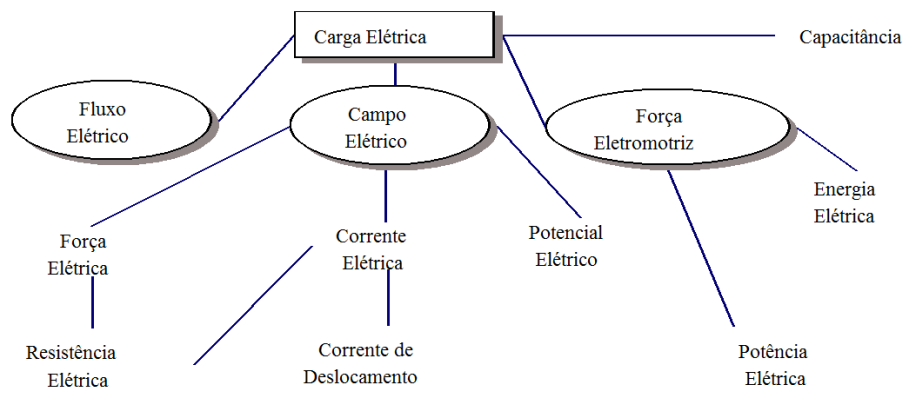 Carga Elétrica
Capacitância
Fluxo
Elétrico
Campo
Elétrico
Força
Eletromotriz
Energia
Elétrica
Força
Elétrica
Corrente
Elétrica
Potencial
Elétrico
Resistência
Elétrica
Corrente de
Deslocamento
Potência
Elétrica